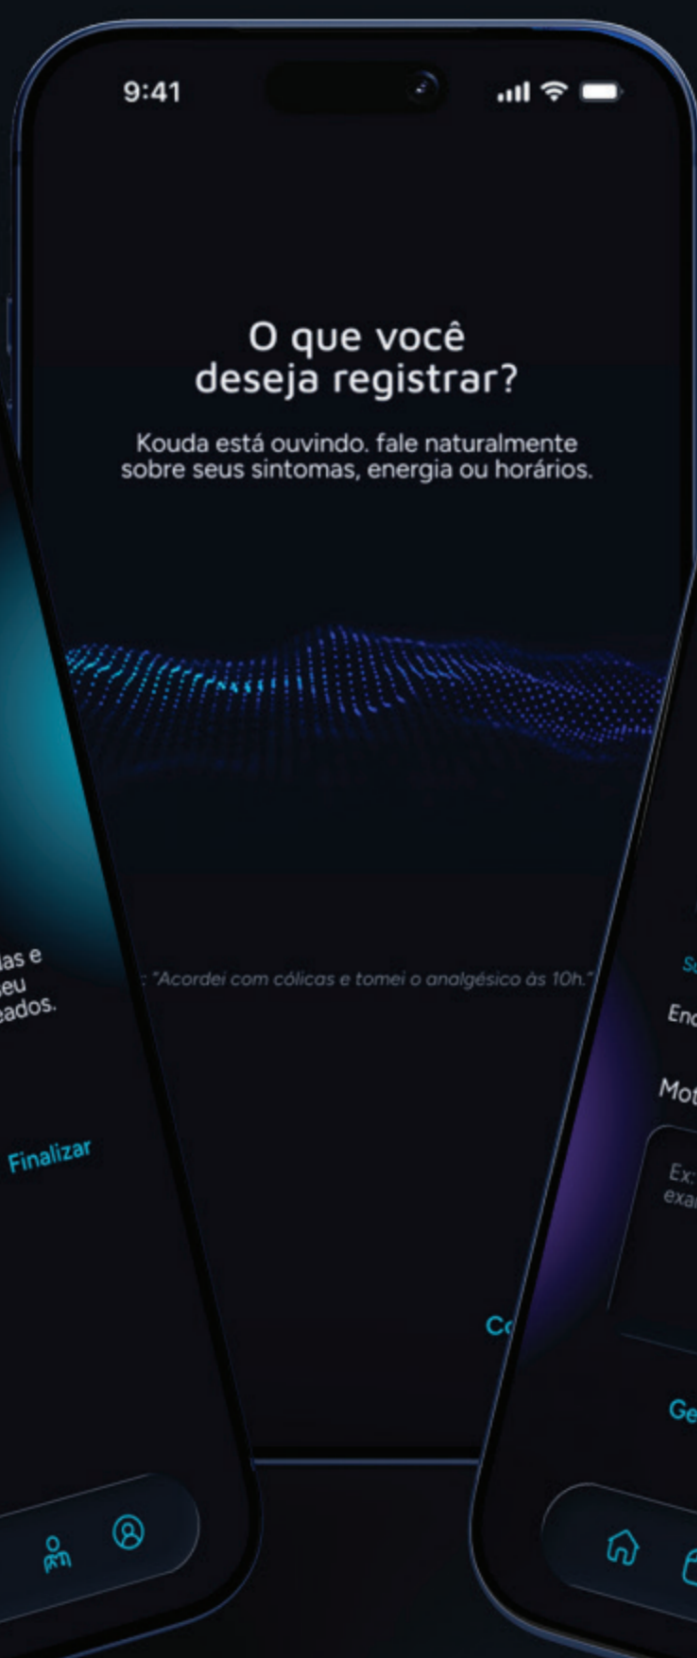 9:41
O que você
deseja registrar?
Kouda está ouvindo. fale naturalmente
sobre seus sintomas, energia ou horários.
: "Acordei com cólicas e tomei o analgésico às 10h."
e
Finalizar
Ex: